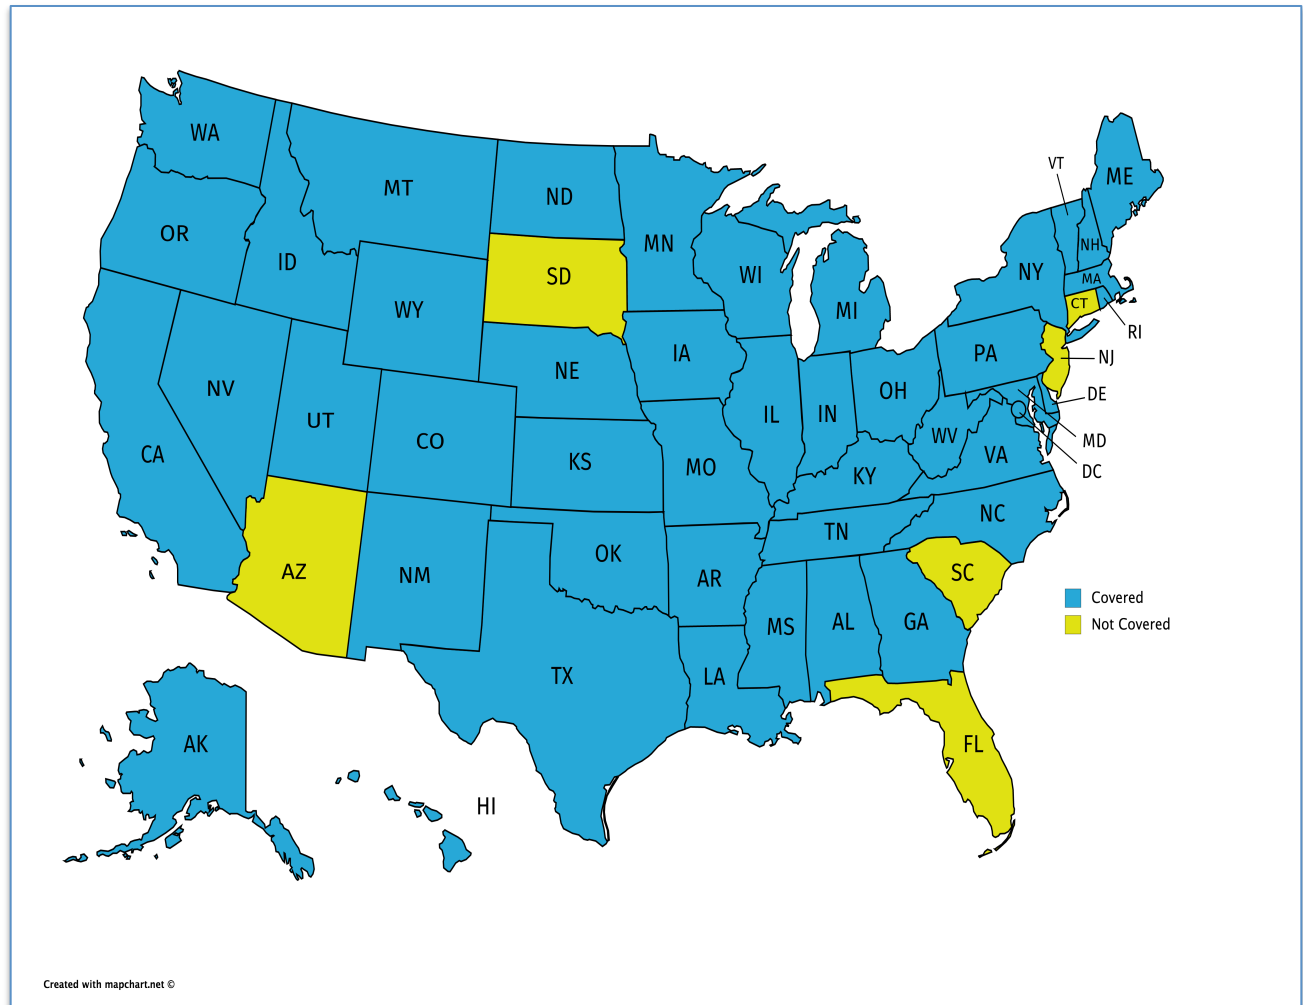 WA
MT
ND
MN
OR
ID
SD
WI
MI
WY
NE
IA
NV
UT
CO
CA
KS
MO
IL
IN
OH
PA
NY
VT
ME
NH
MA
CT
RI
NJ
DE
MD
DC
WV
VA
KY
NC
TN
AZ
NM
OK
AR
SC
MS
AL
GA
TX
LA
FL
AK
HI
Covered
Not Covered
Created with mapchart.net ©